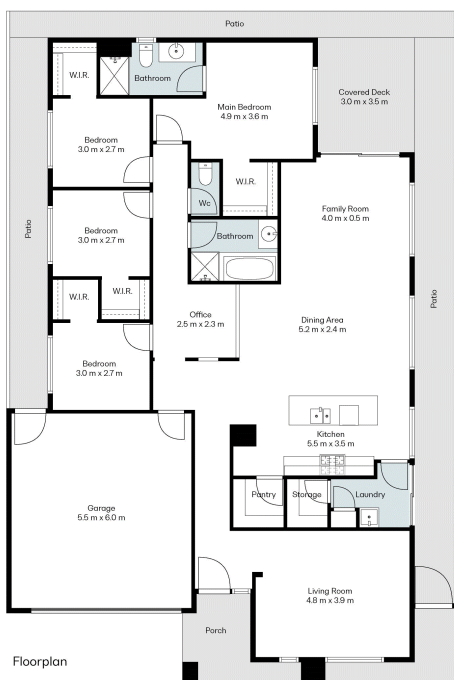 Patio
W.I.R.
Bathroom
Main Bedroom
4.9 m x 3.6 m
Covered Deck
3.0 m x 3.5 m
Bedroom
3.0 m x 2.7 m
W.I.R.
Wc
Family Room
4.0 m x 0.5 m
Patio
Bedroom
3.0 m x 2.7 m
Bathroom
W.I.R.
W.I.R.
Office
2.5 m x 2.3 m
Dining Area
5.2 m x 2.4 m
Patio
Bedroom
3.0 m x 2.7 m
Kitchen
5.5 m x 3.5 m
Pantry
Storage
Laundry
Garage
5.5 m x 6.0 m
Living Room
4.8 m x 3.9 m
Porch
Floorplan